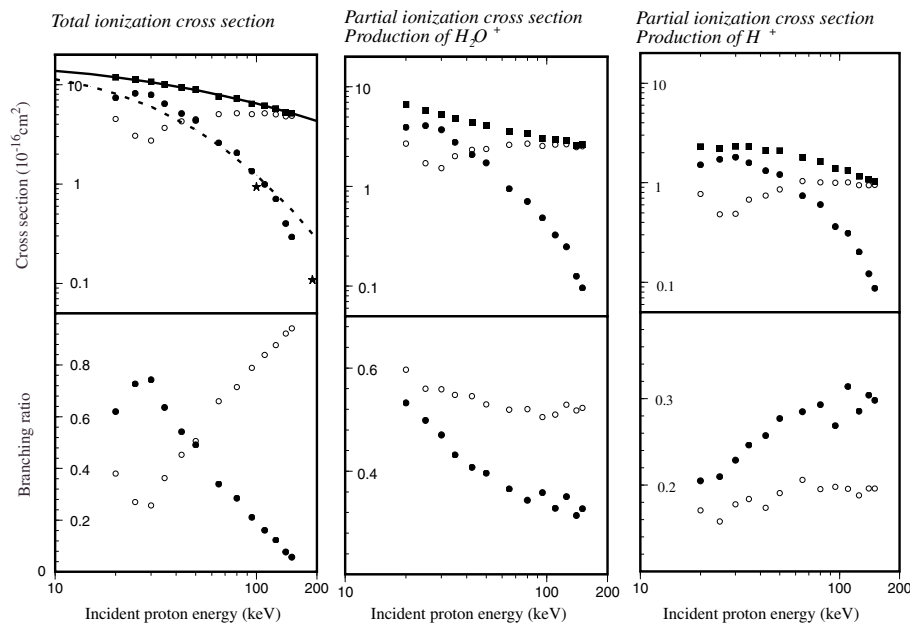 Total ionization cross section
Partial ionization cross section
Production of H₂O⁺
Partial ionization cross section
Production of H⁺
Cross section (10⁻¹⁶cm²)
10
1
0.1
10
1
0.1
10
1
0.1
Branching ratio
0.8
0.6
0.4
0.2
0
0.6
0.4
0.3
0.2
10
100
200
10
100
200
10
100
200
Incident proton energy (keV)
Incident proton energy (keV)
Incident proton energy (keV)